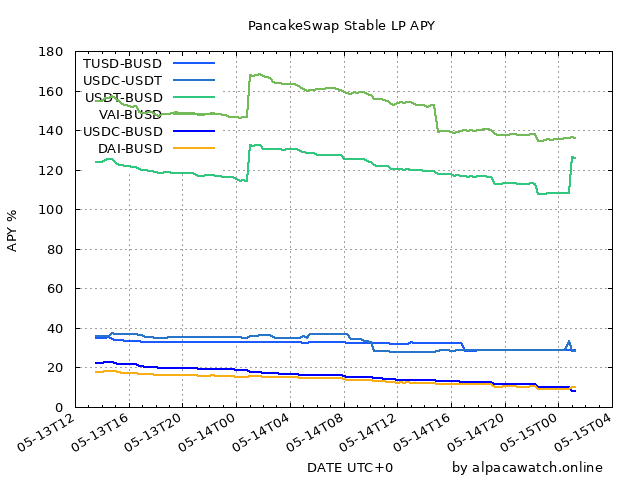 PancakeSwap Stable LP APY
180
160
140
120
100
80
60
40
20
0
APY %
TUSD-BUSD
USDC-USDT
USDT-BUSD
VAI-BUSD
USDC-BUSD
DAI-BUSD
05-13T12
05-13T16
05-13T20
05-14T00
05-14T04
05-14T08
05-14T12
05-14T16
05-14T20
05-15T00
05-15T04
DATE UTC+0
by alpacawatch.online